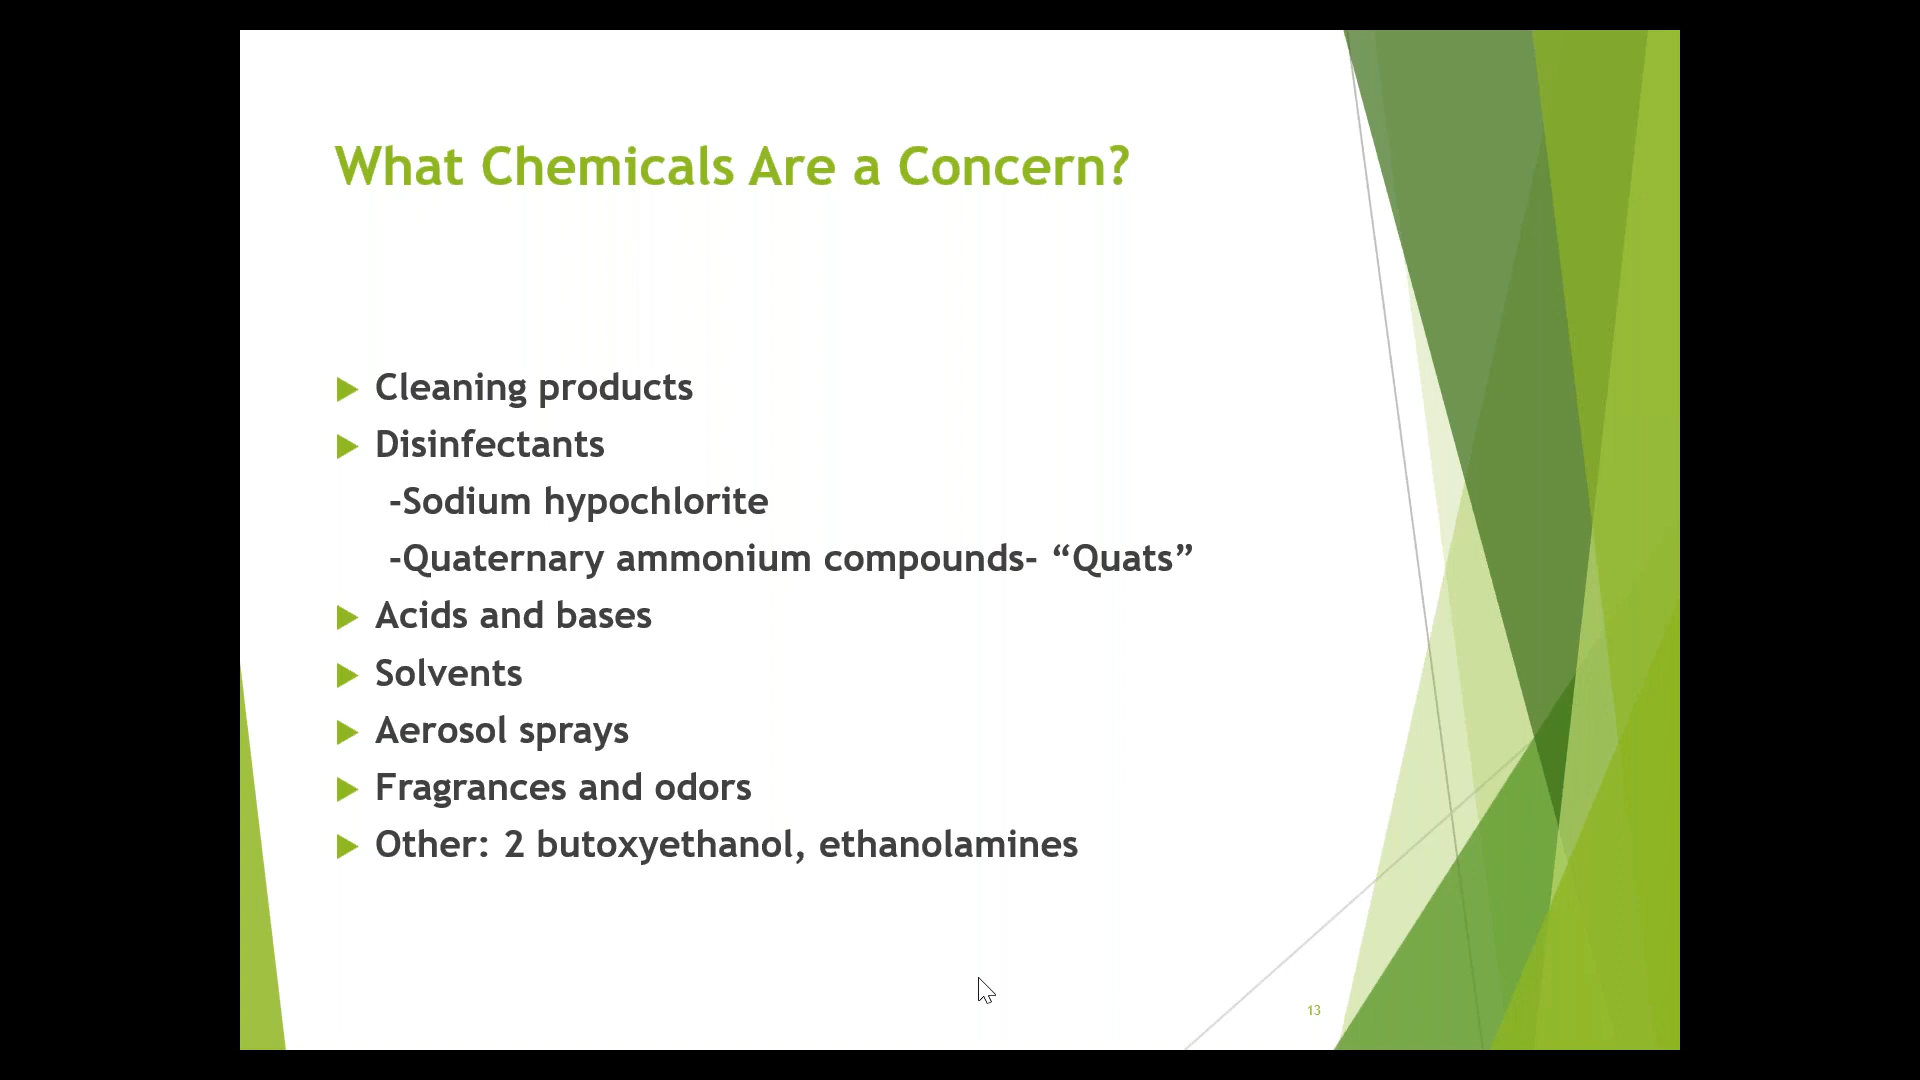 What Chemicals Are a Concern?
Cleaning products
Disinfectants
-Sodium hypochlorite
-Quaternary ammonium compounds- “Quats”
Acids and bases
Solvents
Aerosol sprays
Fragrances and odors
Other: 2 butoxyethanol, ethanolamines
13